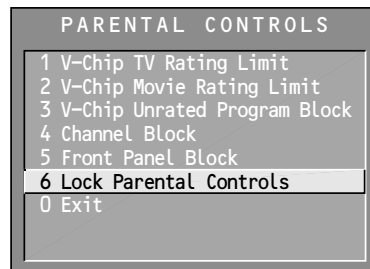 PARENTAL CONTROLS
1 V-Chip TV Rating Limit
2 V-Chip Movie Rating Limit
3 V-Chip Unrated Program Block
4 Channel Block
5 Front Panel Block
6 Lock Parental Controls
0 Exit